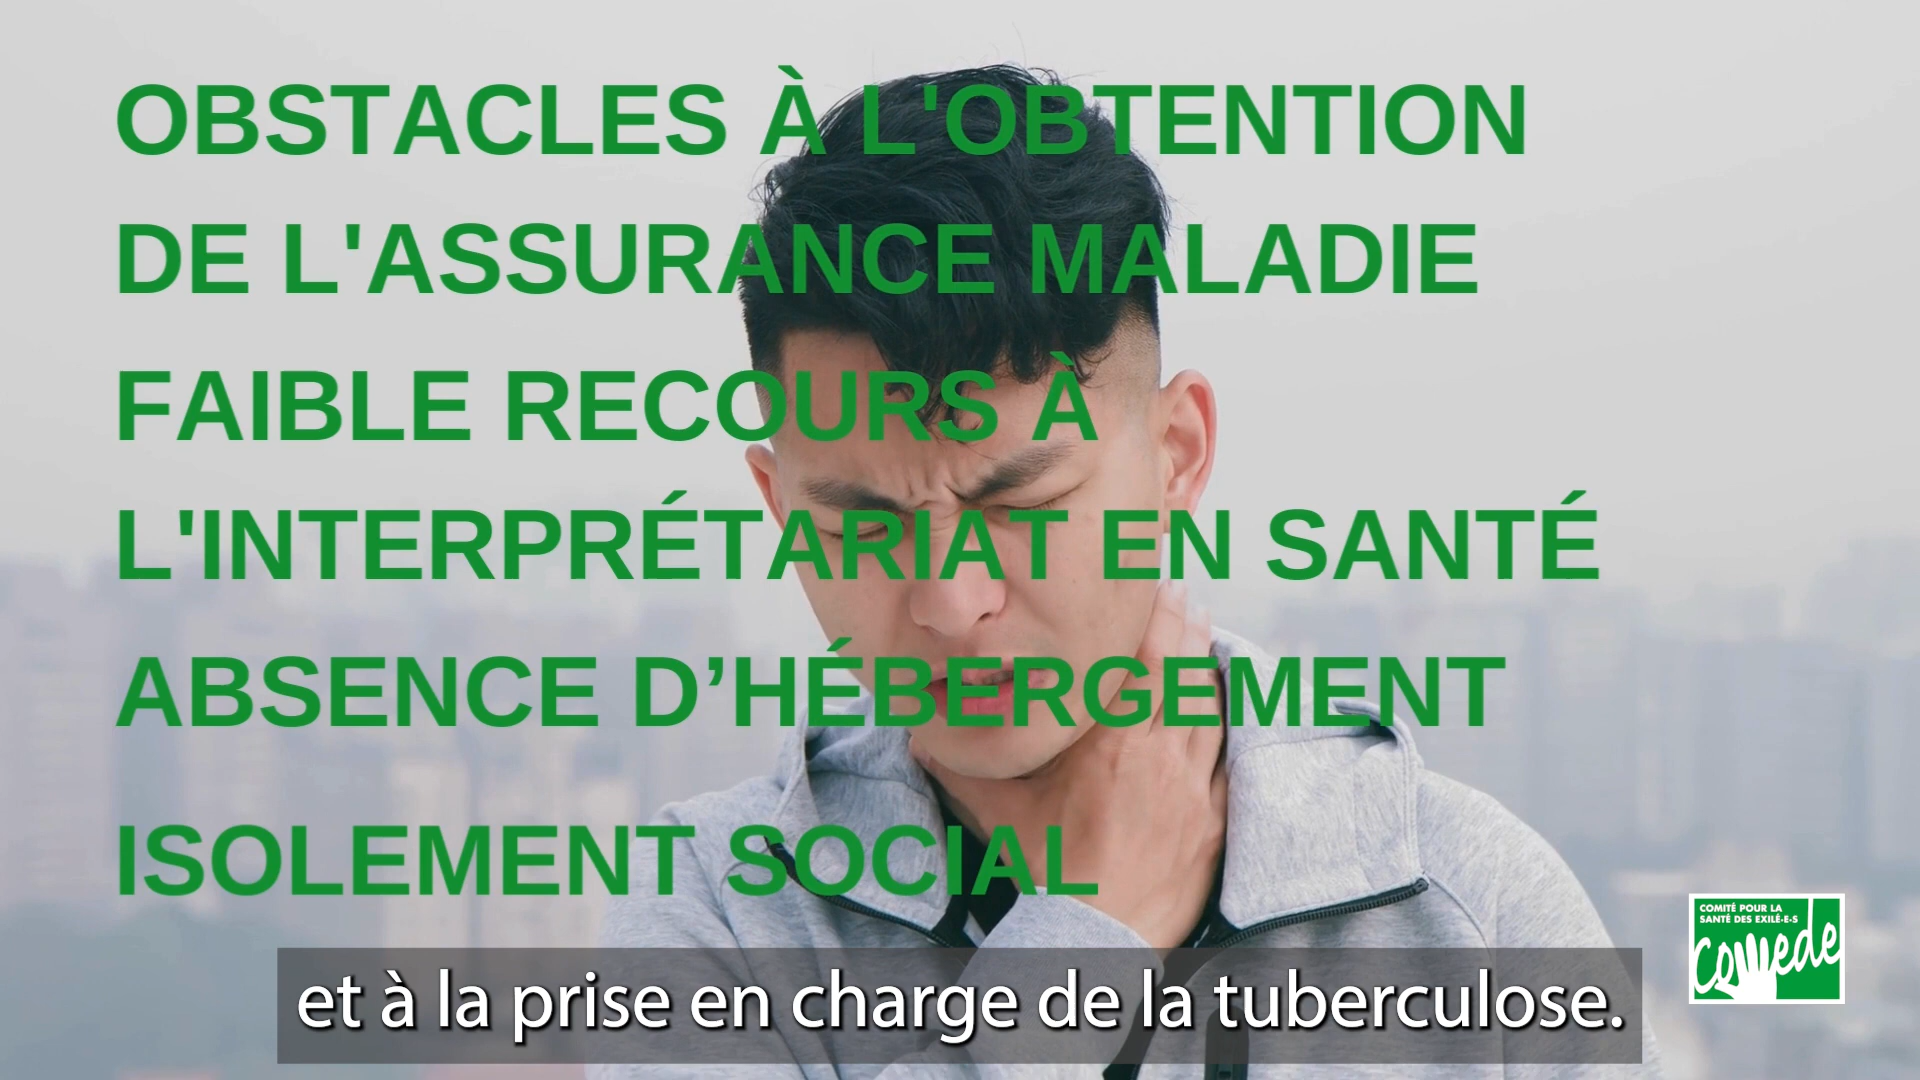 OBSTACLES À L'OBTENTION
DE L'ASSURANCE MALADIE
FAIBLE RECOURS À
L'INTERPRÉTARIAT EN SANTÉ
ABSENCE D’HÉBERGEMENT
ISOLEMENT SOCIAL
COMITÉ POUR LA
SANTÉ DES EXILÉ-E-S
comede
et à la prise en charge de la tuberculose.